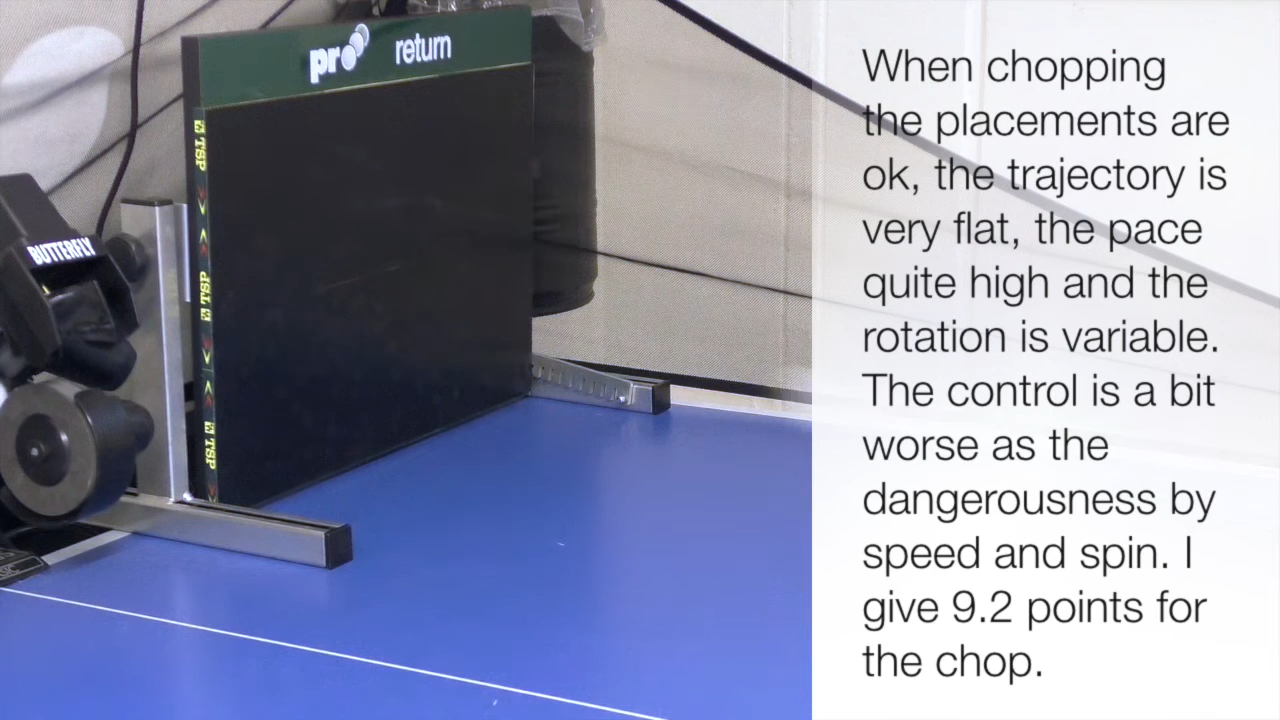 pro return
TSP
TSP
TSP
BUTTERFLY
When chopping
the placements are
ok, the trajectory is
very flat, the pace
quite high and the
rotation is variable.
The control is a bit
worse as the
dangerousness by
speed and spin. I
give 9.2 points for
the chop.